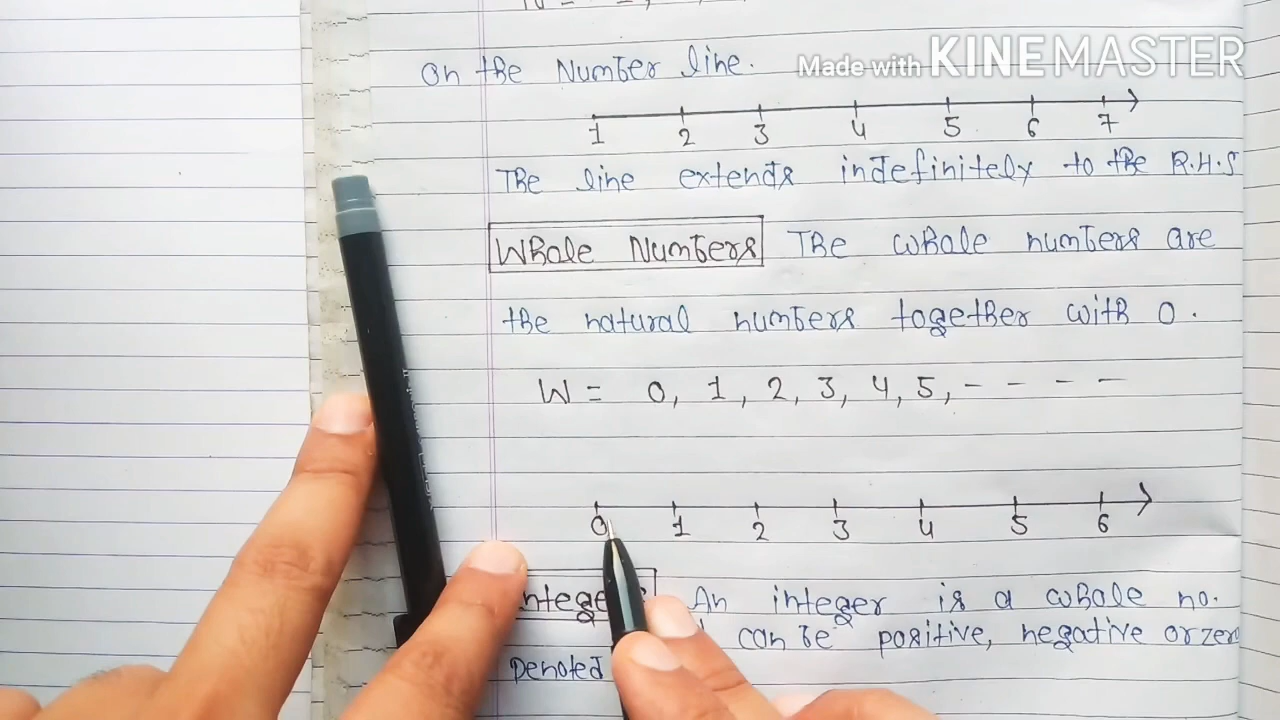 On the Number line.
Made with KINEMASTER
1 2 3 4 5 6 7
The line extends indefinitely to the R.H.S
Whole Numbers The whole numbers are
the natural numbers together with 0.
W = 0, 1, 2, 3, 4, 5, - - - -
0 1 2 3 4 5 6
An integer is a whole no.
can be positive, negative or zero
Denoted